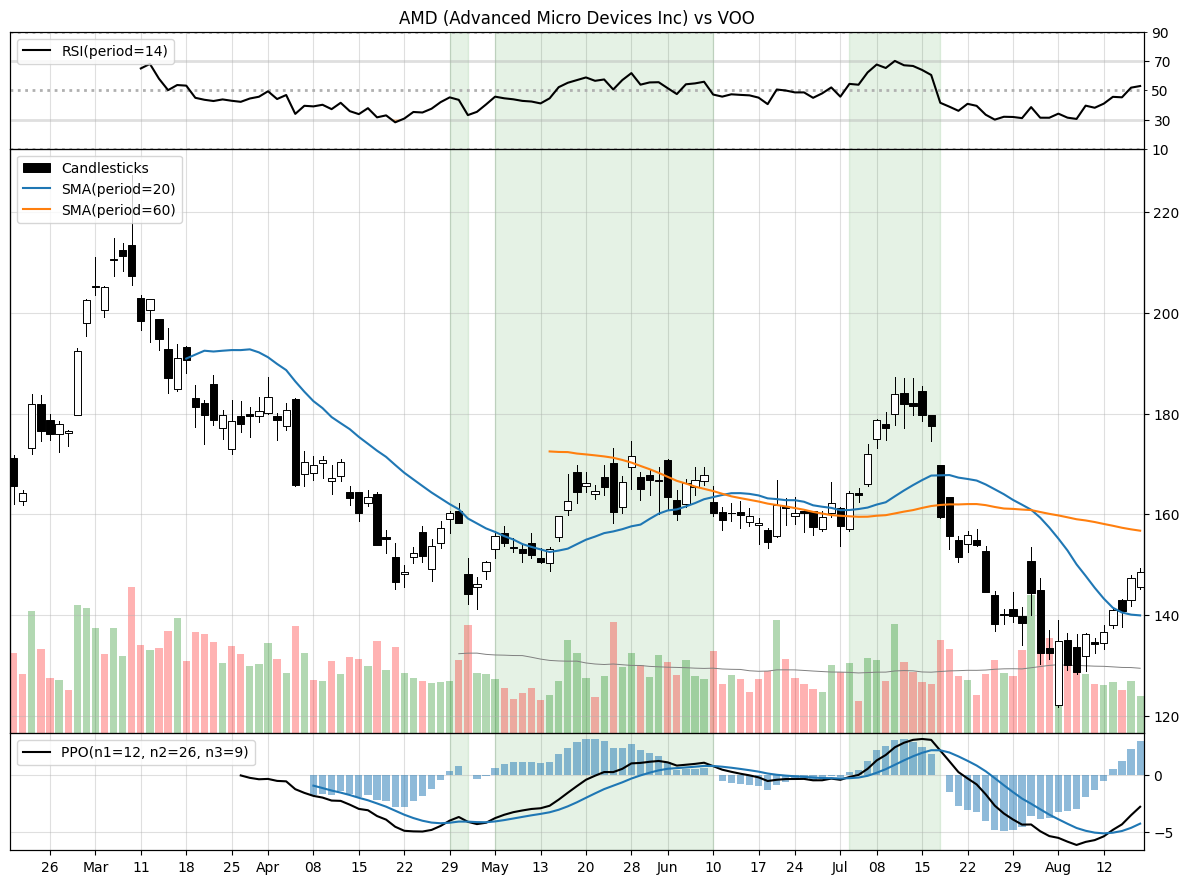 AMD (Advanced Micro Devices Inc) vs VOO
RSI(period=14)
90
70
50
30
10
Candlesticks
SMA(period=20)
SMA(period=60)
220
200
180
160
140
120
PPO(n1=12, n2=26, n3=9)
0
−5
26 Mar 11 18 25 Apr 08 15 22 29 May 13 20 28 Jun 10 17 24 Jul 08 15 22 29 Aug 12